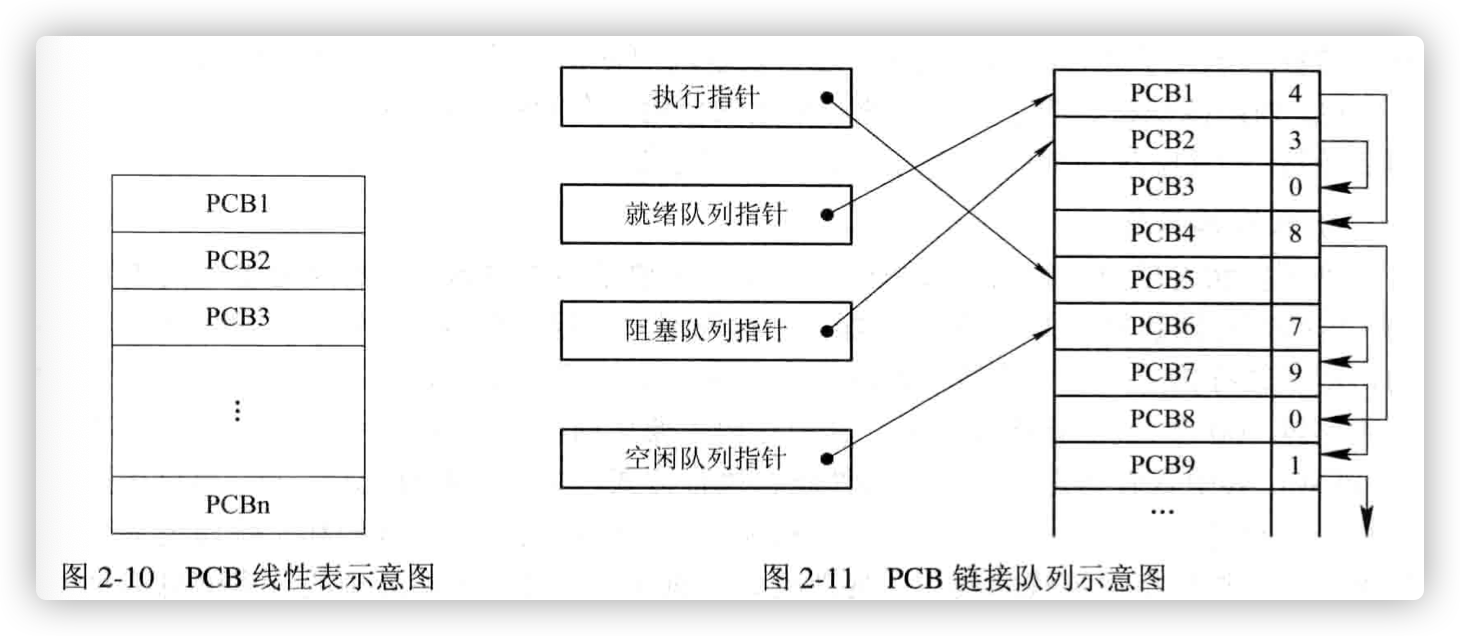 PCB1
PCB2
PCB3
⋮
PCBn
图 2-10 PCB 线性表示意图
执行指针
就绪队列指针
阻塞队列指针
空闲队列指针
PCB1 4
PCB2 3
PCB3 0
PCB4 8
PCB5
PCB6 7
PCB7 9
PCB8 0
PCB9 1
…
图 2-11 PCB 链接队列示意图